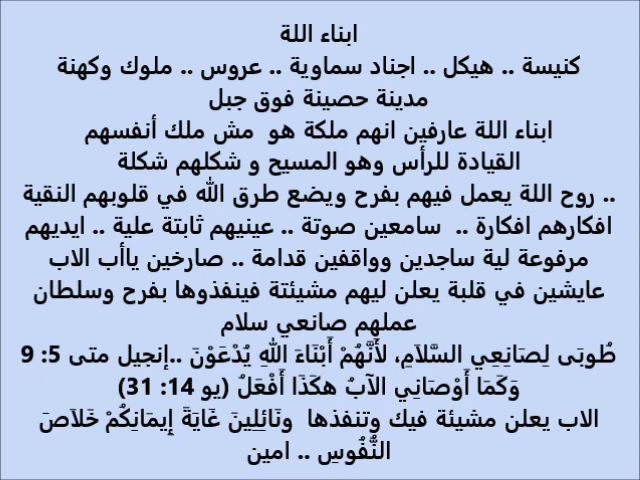 ابناء اللة
كنيسة .. هيكل .. اجناد سماوية .. عروس .. ملوك وكهنة
مدينة حصينة فوق جبل
ابناء اللة عارفين انهم ملكة هو  مش ملك أنفسهم
القيادة للرأس وهو المسيح و شكلهم شكلة
.. روح اللة يعمل فيهم بفرح ويضع طرق الله في قلوبهم النقية
افكارهم افكارة ..  سامعين صوتة .. عينيهم ثابتة علية .. ايديهم
مرفوعة لية ساجدين وواقفين قدامة .. صارخين ياأب الاب
عايشين في قلبة يعلن ليهم مشيئتة فينفذوها بفرح وسلطان
عملهم صانعي سلام
طُوبَى لِصَانِعِي السَّلاَمِ، لأَنَّهُمْ أَبْنَاءَ اللهِ يُدْعَوْنَ ..إنجيل متى 5: 9
وَكَمَا أَوْصَانِي الآبُ هكَذَا أَفْعَلُ (يو 14: 31)
الاب يعلن مشيئة فيك وتنفذها  ونَائِلِينَ غَايَةَ إِيمَانِكُمْ خَلاَصَ
النُّفُوسِ .. امين